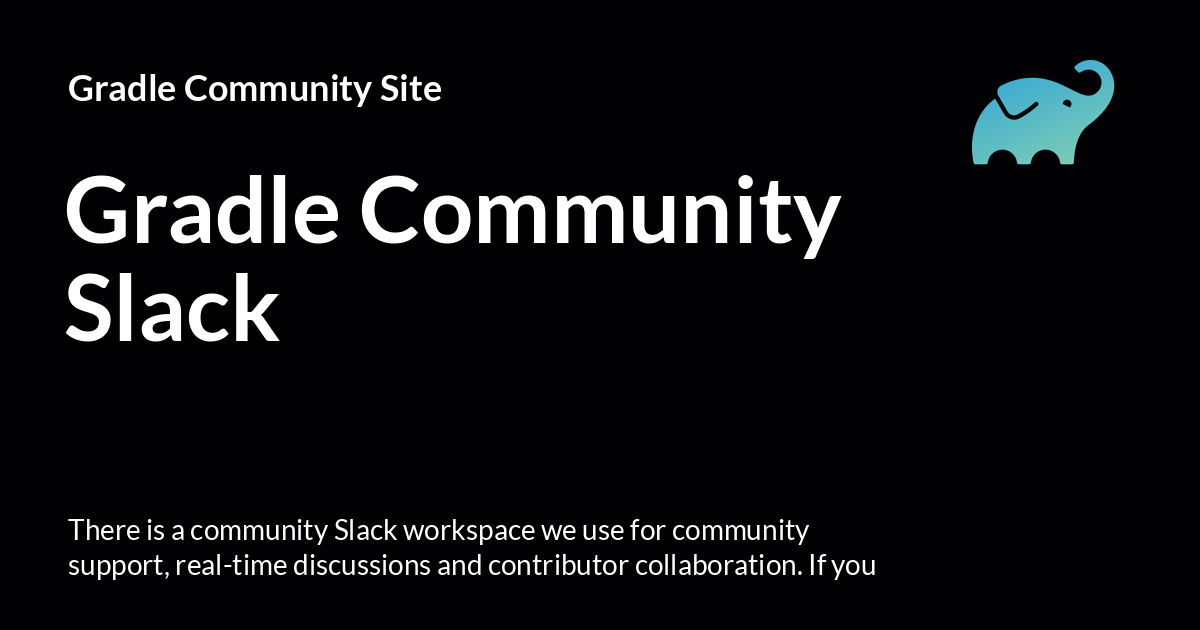 Gradle Community Site
Gradle Community
Slack
There is a community Slack workspace we use for community
support, real-time discussions and contributor collaboration. If you